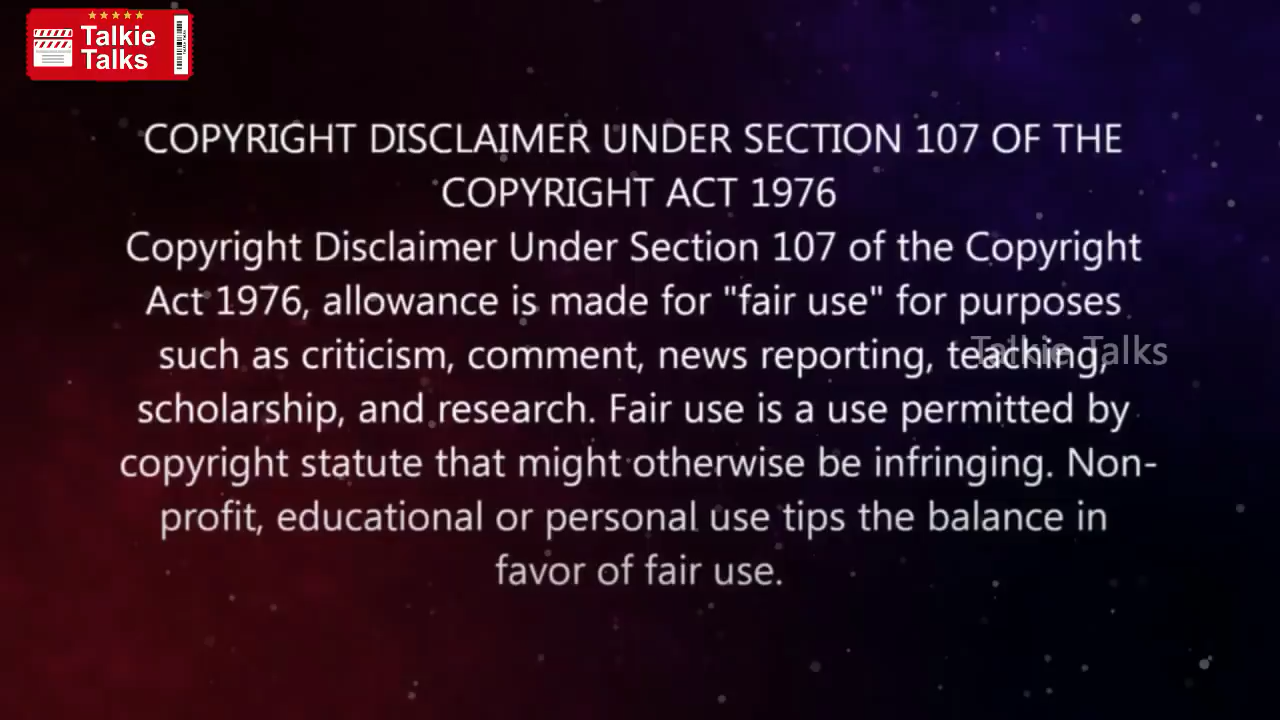 Talkie
Talks
COPYRIGHT DISCLAIMER UNDER SECTION 107 OF THE
COPYRIGHT ACT 1976
Copyright Disclaimer Under Section 107 of the Copyright
Act 1976, allowance is made for "fair use" for purposes
such as criticism, comment, news reporting, teaching,
Talkie Talks
scholarship, and research. Fair use is a use permitted by
copyright statute that might otherwise be infringing. Non-
profit, educational or personal use tips the balance in
favor of fair use.